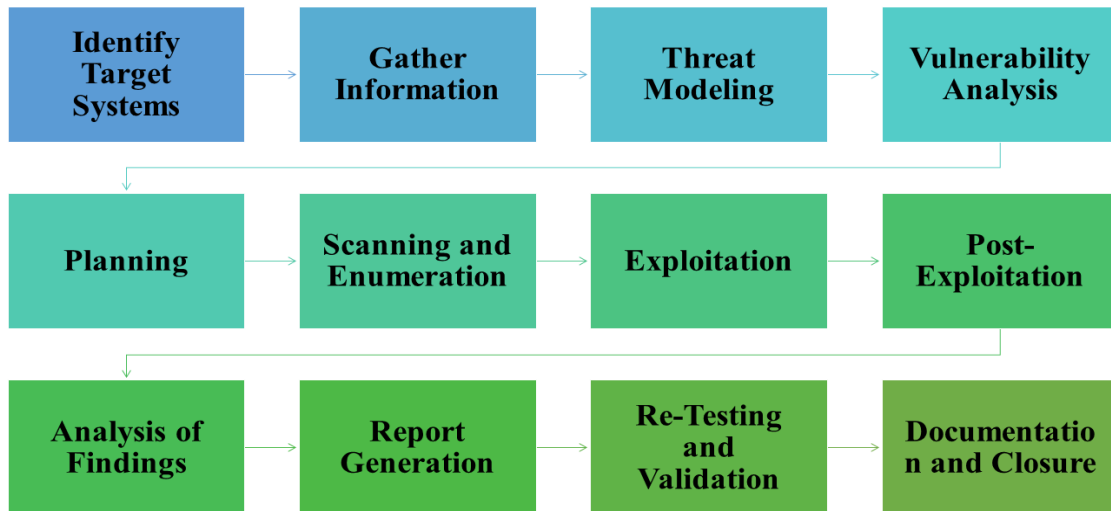 Identify
Target
Systems
Gather
Information
Threat
Modeling
Vulnerability
Analysis
Planning
Scanning and
Enumeration
Exploitation
Post-
Exploitation
Analysis of
Findings
Report
Generation
Re-Testing
and
Validation
Documentatio
n and Closure